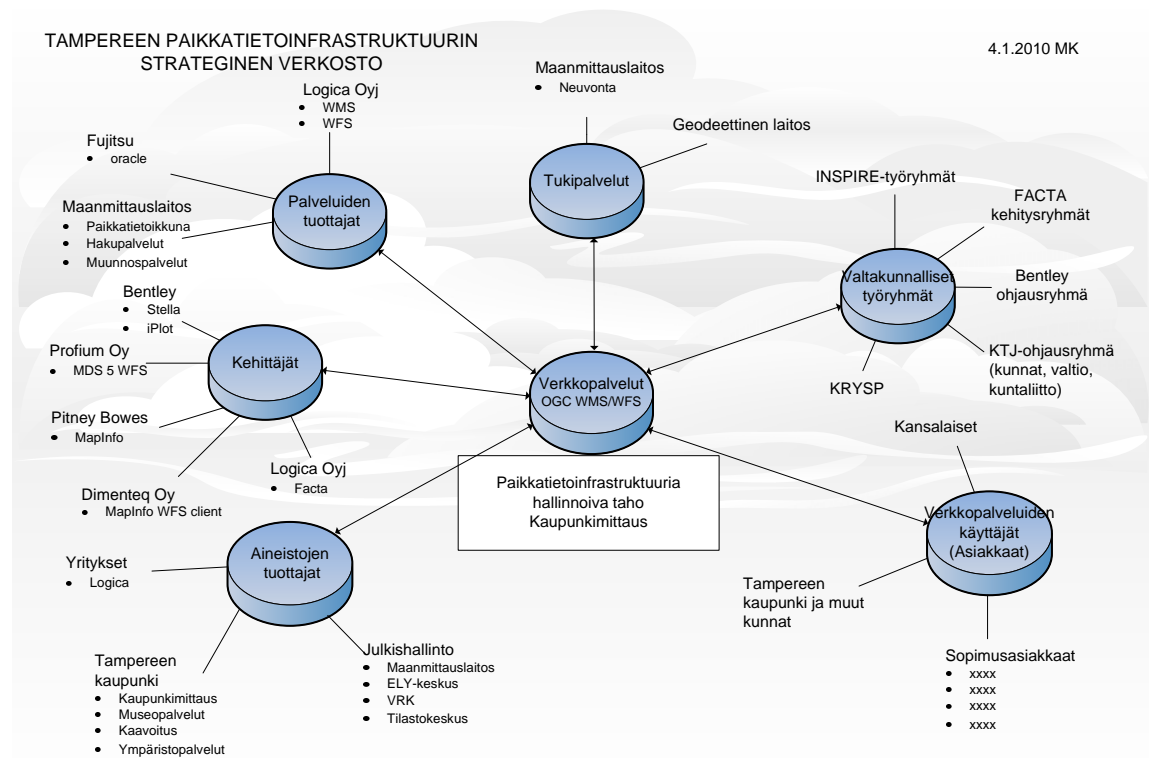 TAMPEREEN PAIKKATIETOINFRASTRUKTUURIN
STRATEGINEN VERKOSTO
4.1.2010 MK
Logica Oyj
• WMS
• WFS
Fujitsu
• oracle
Maanmittauslaitos
• Paikkatietoikkuna
• Hakupalvelut
• Muunnospalvelut
Palveluiden
tuottajat
Maanmittauslaitos
• Neuvonta
Geodeettinen laitos
Tukipalvelut
INSPIRE-työryhmät
FACTA
kehitysryhmät
Bentley
ohjausryhmä
KTJ-ohjausryhmä
(kunnat, valtio,
kuntaliitto)
KRYSP
Valtakunnalliset
työryhmät
Bentley
• Stella
• iPlot
Profium Oy
• MDS 5 WFS
Pitney Bowes
• MapInfo
Dimenteq Oy
• MapInfo WFS client
Logica Oyj
• Facta
Kehittäjät
Verkkopalvelut
OGC WMS/WFS
Paikkatietoinfrastruktuuria
hallinnoiva taho
Kaupunkimittaus
Kansalaiset
Verkkopalveluiden
käyttäjät
(Asiakkaat)
Tampereen
kaupunki ja muut
kunnat
Sopimusasiakkaat
• xxxx
• xxxx
• xxxx
• xxxx
Aineistojen
tuottajat
Yritykset
• Logica
Tampereen
kaupunki
• Kaupunkimittaus
• Museopalvelut
• Kaavoitus
• Ympäristopalvelut
Julkishallinto
• Maanmittauslaitos
• ELY-keskus
• VRK
• Tilastokeskus